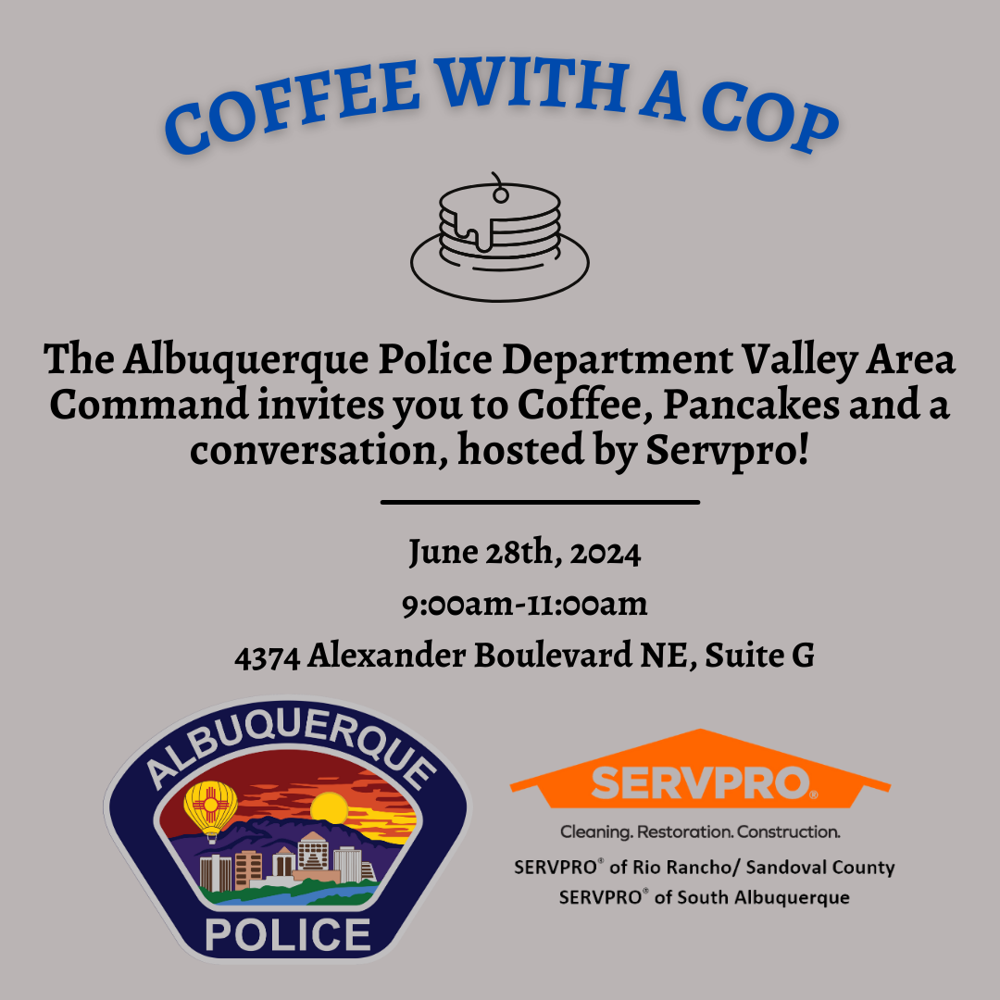 COFFEE WITH A COP
The Albuquerque Police Department Valley Area
Command invites you to Coffee, Pancakes and a
conversation, hosted by Servpro!
June 28th, 2024
9:00am-11:00am
4374 Alexander Boulevard NE, Suite G
ALBUQUERQUE
POLICE
SERVPRO®
Cleaning. Restoration. Construction.
SERVPRO® of Rio Rancho/ Sandoval County
SERVPRO® of South Albuquerque